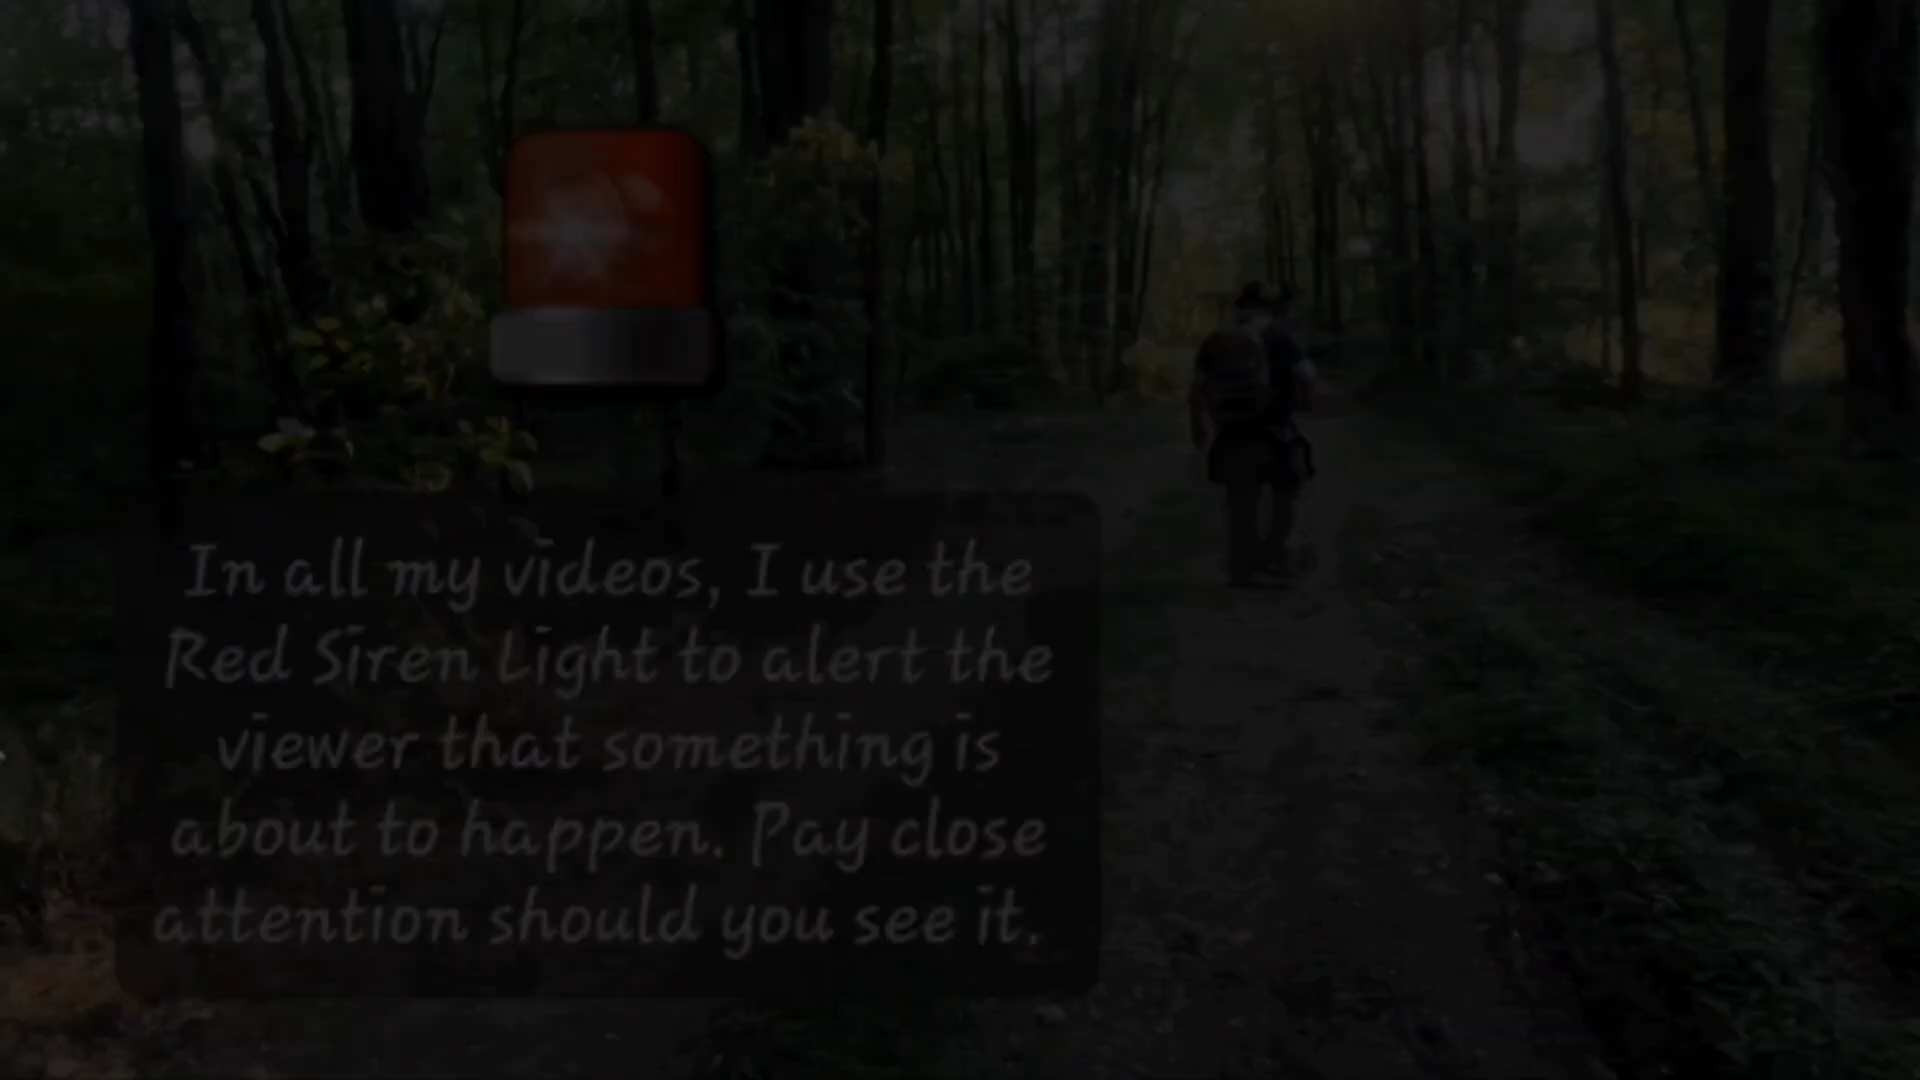 In all my videos, I use the
Red Siren Light to alert the
viewer that something is
about to happen. Pay close
attention should you see it.